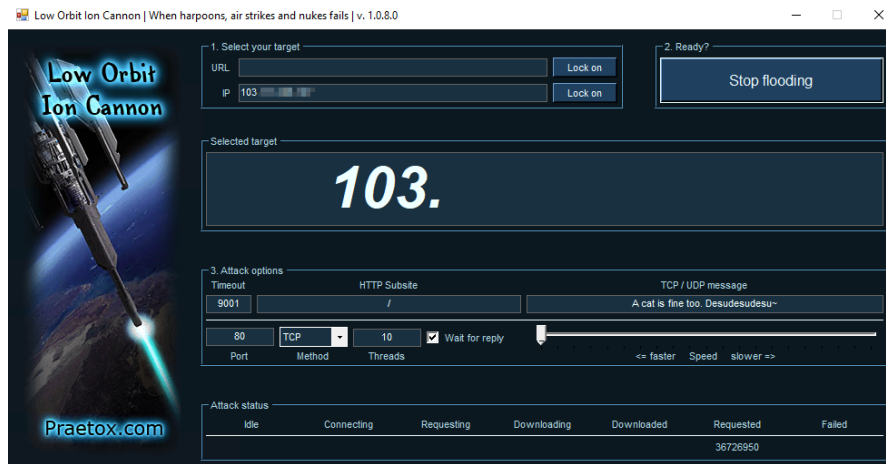 Low Orbit Ion Cannon | When harpoons, air strikes and nukes fails | v. 1.0.8.0
Low Orbit
Ion Cannon
Praetox.com
1. Select your target
URL Lock on
IP 103 Lock on
2. Ready?
Stop flooding
Selected target
103.
3. Attack options
Timeout HTTP Subsite TCP / UDP message
9001 / A cat is fine too. Desudesudesu~
80 TCP 10 Wait for reply
Port Method Threads <= faster Speed slower =>
Attack status
Idle Connecting Requesting Downloading Downloaded Requested Failed
36726950